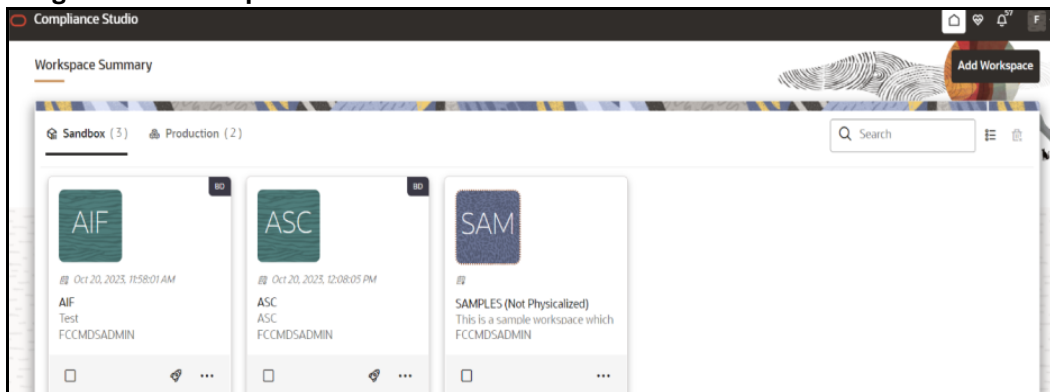 Compliance Studio
57
F
Workspace Summary
Add Workspace
Sandbox (3)
Production (2)
Search
BD
BD
AIF
ASC
SAM
Oct 20, 2023, 11:58:01 AM
Oct 20, 2023, 12:08:05 PM
AIF
ASC
SAMPLES (Not Physicalized)
Test
ASC
This is a sample workspace which
FCCMDSADMIN
FCCMDSADMIN
FCCMDSADMIN